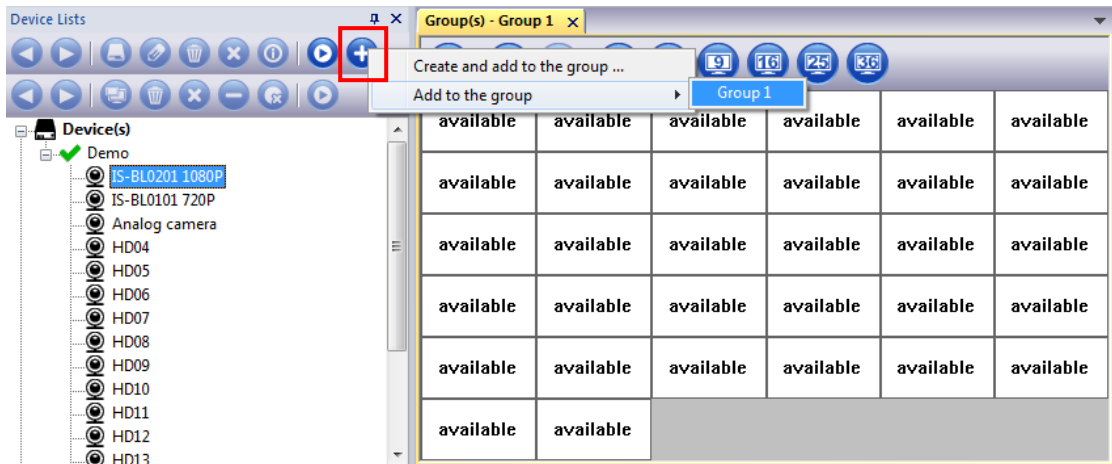 Device Lists
Group(s) - Group 1
9 16 25 36
Create and add to the group ...
Add to the group
Group 1
Device(s)
Demo
IS-BL0201 1080P
IS-BL0101 720P
Analog camera
HD04
HD05
HD06
HD07
HD08
HD09
HD10
HD11
HD12
HD13
available available available available available available
available available available available available available
available available available available available available
available available available available available available
available available available available available available
available available